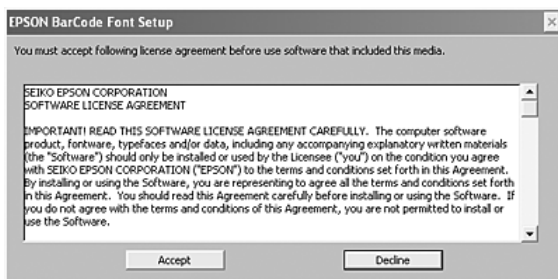 EPSON BarCode Font Setup
You must accept following license agreement before use software that included this media.
SEIKO EPSON CORPORATION
SOFTWARE LICENSE AGREEMENT
IMPORTANT! READ THIS SOFTWARE LICENSE AGREEMENT CAREFULLY. The computer software
product, fontware, typefaces and/or data, including any accompanying explanatory written materials
(the "Software") should only be installed or used by the Licensee ("you") on the condition you agree
with SEIKO EPSON CORPORATION ("EPSON") to the terms and conditions set forth in this Agreement.
By installing or using the Software, you are representing to agree all the terms and conditions set forth
in this Agreement. You should read this Agreement carefully before installing or using the Software. If
you do not agree with the terms and conditions of this Agreement, you are not permitted to install or
use the Software.
Accept Decline